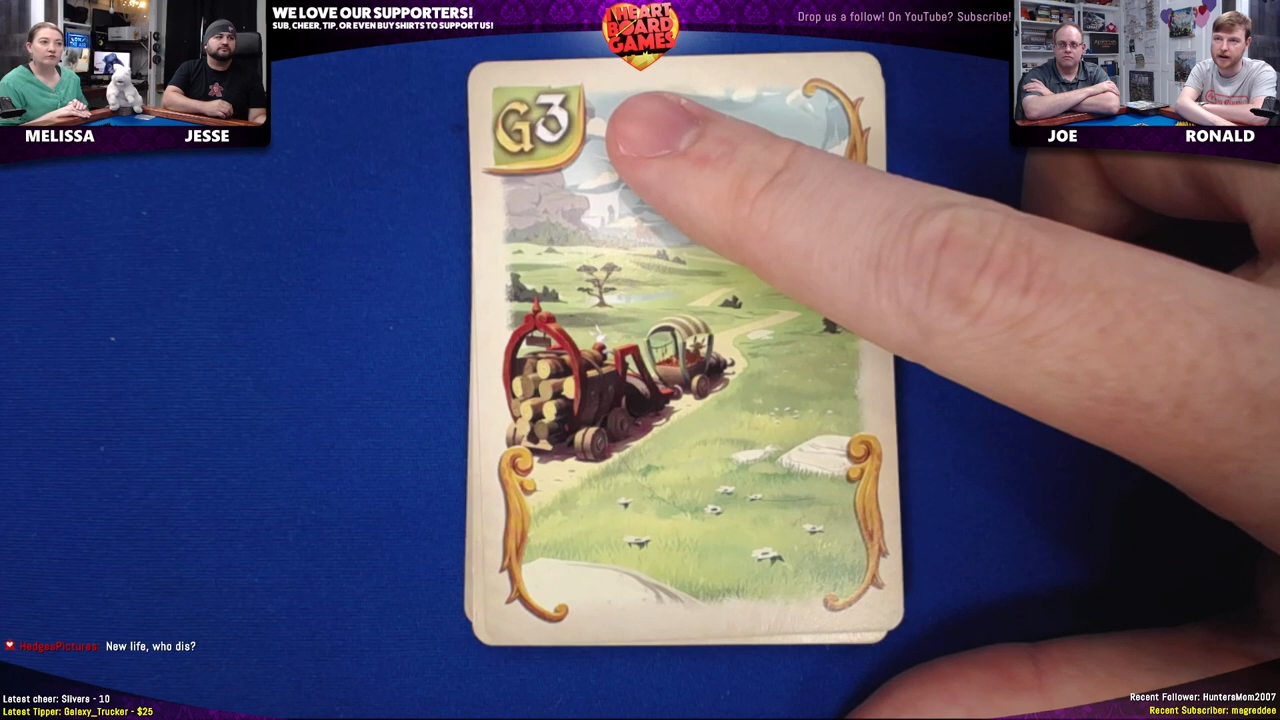 WE LOVE OUR SUPPORTERS!
SUB, CHEER, TIP, OR EVEN BUY SHIRTS TO SUPPORT US!
I HEART
BOARD
GAMES
Drop us a follow! On YouTube? Subscribe!
MELISSA
JESSE
JOE
RONALD
G3
HedgesPictures: New life, who dis?
Latest cheer: Slivers - 10
Latest Tipper: Galaxy_Trucker - $25
Recent Follower: HuntersMom2007
Recent Subscriber: magreddee